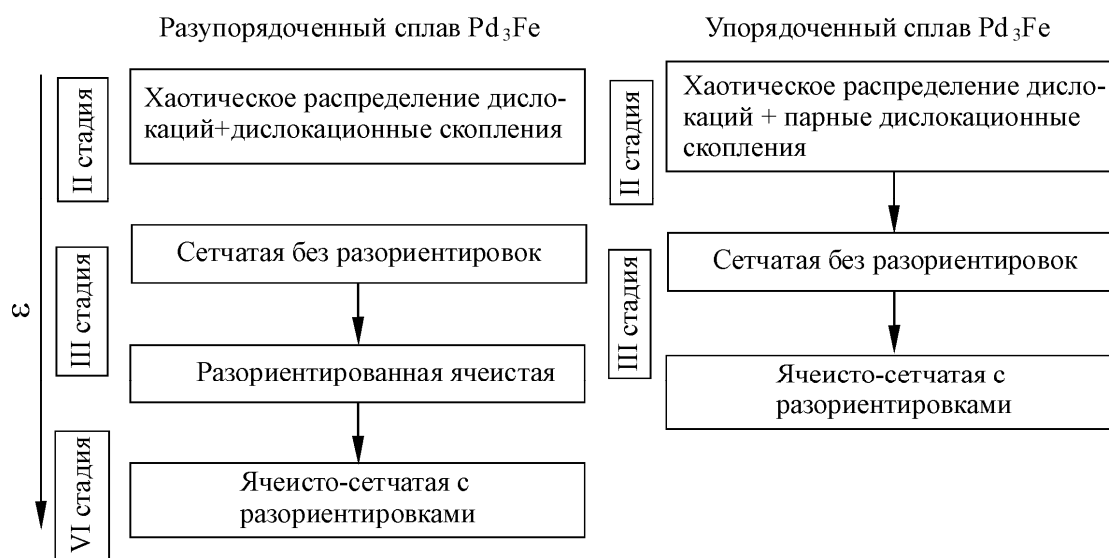 Разупорядоченный сплав Pd3Fe
Упорядоченный сплав Pd3Fe
ε
II стадия
Хаотическое распределение дисло-
каций+дислокационные скопления
III стадия
Сетчатая без разориентировок
Разориентированная ячеистая
VI стадия
Ячеисто-сетчатая с
разориентировками
II стадия
Хаотическое распределение дисло-
каций + парные дислокационные
скопления
III стадия
Сетчатая без разориентировок
Ячеисто-сетчатая с
разориентировками